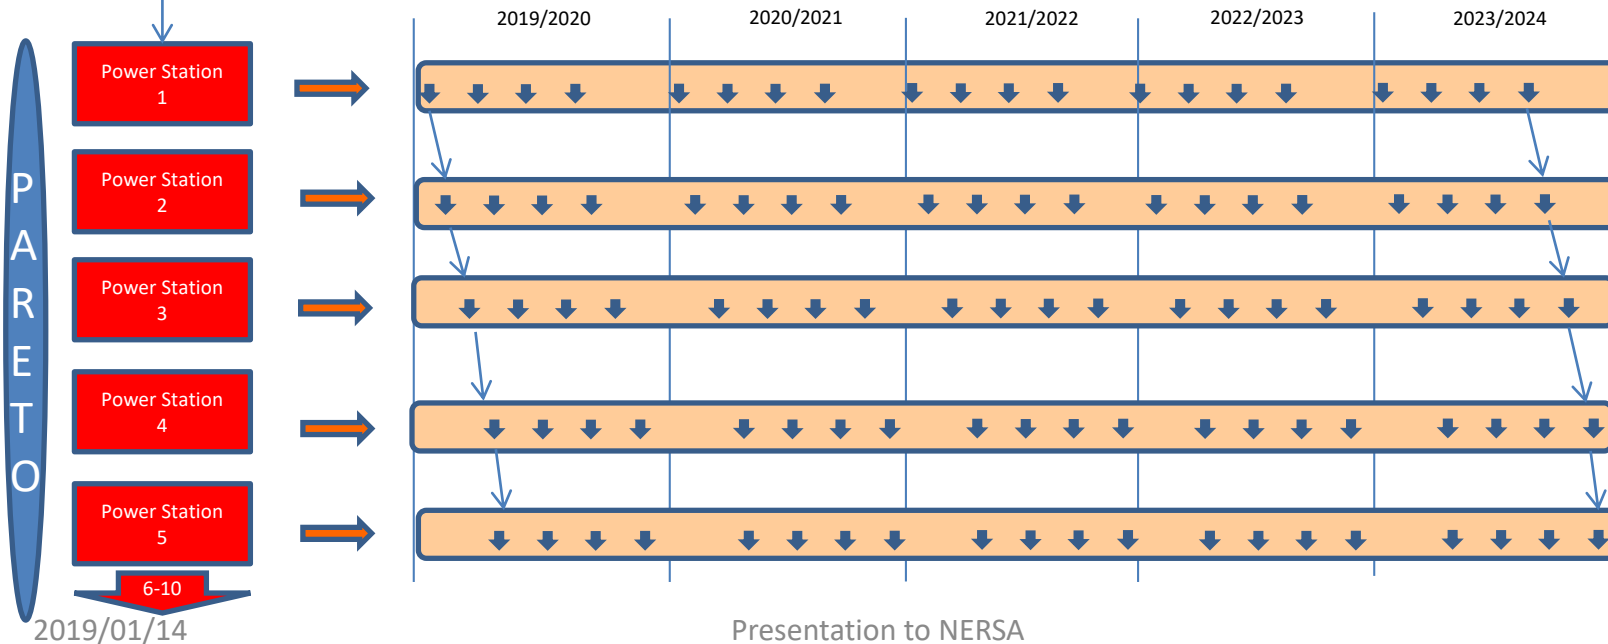 2019/2020
2020/2021
2021/2022
2022/2023
2023/2024
PARETO
Power Station
1
Power Station
2
Power Station
3
Power Station
4
Power Station
5
6-10
2019/01/14
Presentation to NERSA